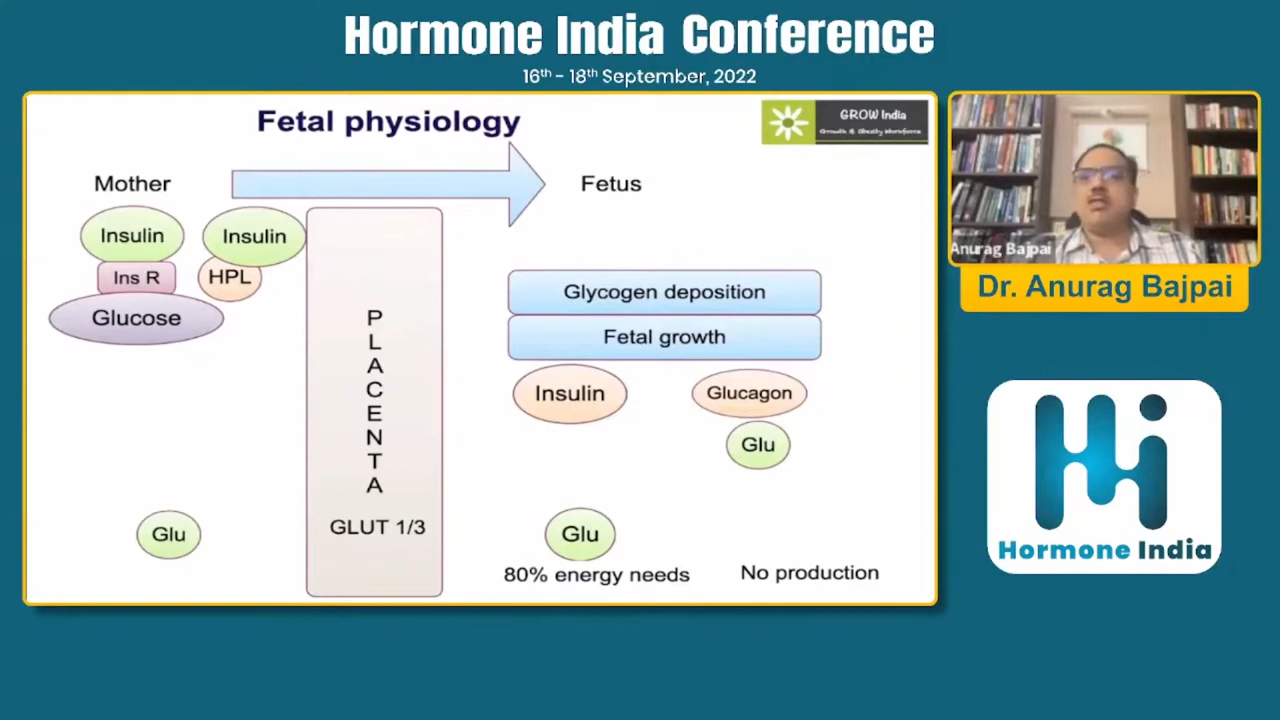 Hormone India Conference
16th - 18th September, 2022
Fetal physiology
GROW India
Growth & Obesity Workforce
Mother
Fetus
Insulin
Insulin
Ins R
HPL
Glucose
PLACENTA
GLUT 1/3
Glycogen deposition
Fetal growth
Insulin
Glucagon
Glu
Glu
Glu
80% energy needs
No production
Anurag Bajpai
Dr. Anurag Bajpai
Hi
Hormone India